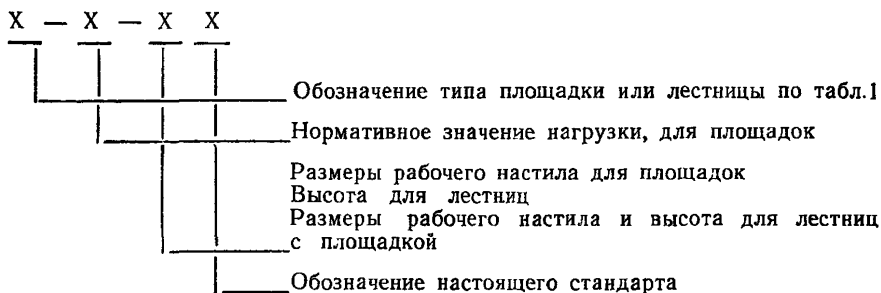 X — X — X X
Обозначение типа площадки или лестницы по табл.1
Нормативное значение нагрузки, для площадок
Размеры рабочего настила для площадок
Высота для лестниц
Размеры рабочего настила и высота для лестниц
с площадкой
Обозначение настоящего стандарта